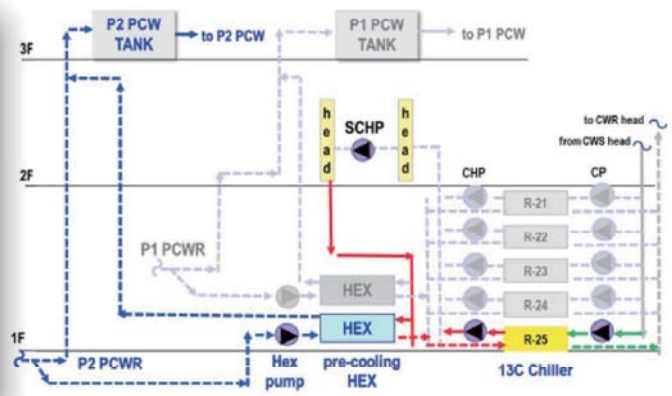 P2 PCW
TANK
to P2 PCW
P1 PCW
TANK
to P1 PCW
3F
head
SCHP
head
to CWR head
from CWS head
2F
CHP
CP
R-21
R-22
P1 PCWR
R-23
HEX
R-24
1F
HEX
R-25
P2 PCWR
Hex
pump
pre-cooling
HEX
13C Chiller